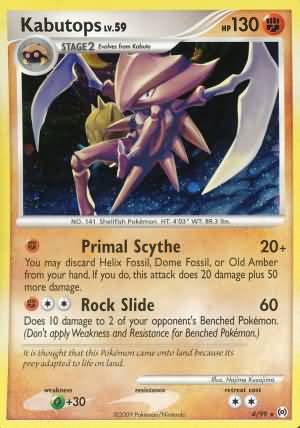 Kabutops LV.59 HP 130
STAGE2 Evolves from Kabuto
NO. 141 Shellfish Pokémon. HT. 4'03" WT. 89.3 lbs.
Primal Scythe 20+
You may discard Helix Fossil, Dome Fossil, or Old Amber
from your hand. If you do, this attack does 20 damage plus 50
more damage.
Rock Slide 60
Does 10 damage to 2 of your opponent's Benched Pokémon.
(Don't apply Weakness and Resistance for Benched Pokémon.)
It is thought that this Pokémon came onto land because its
prey adapted to life on land.
Illus. Hajime Kusajima
weakness resistance retreat cost
+30
4/99
©2009 Pokémon/Nintendo